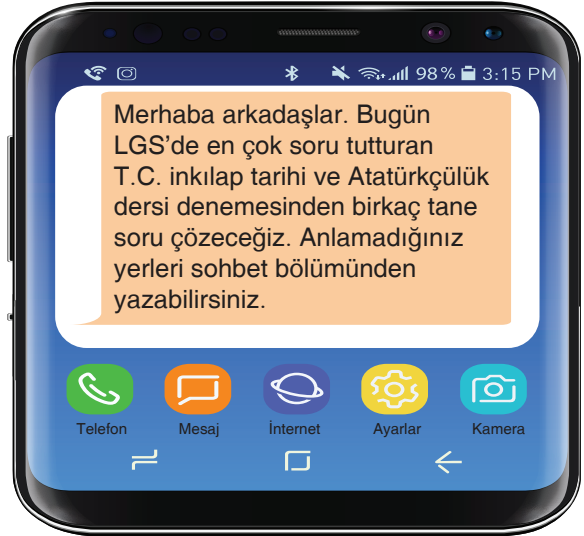 98% 3:15 PM
Merhaba arkadaşlar. Bugün
LGS’de en çok soru tutturan
T.C. inkılap tarihi ve Atatürkçülük
dersi denemesinden birkaç tane
soru çözeceğiz. Anlamadığınız
yerleri sohbet bölümünden
yazabilirsiniz.
Telefon Mesaj İnternet Ayarlar Kamera